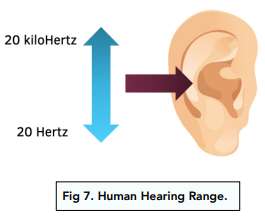 20 kiloHertz
20 Hertz
Fig 7. Human Hearing Range.